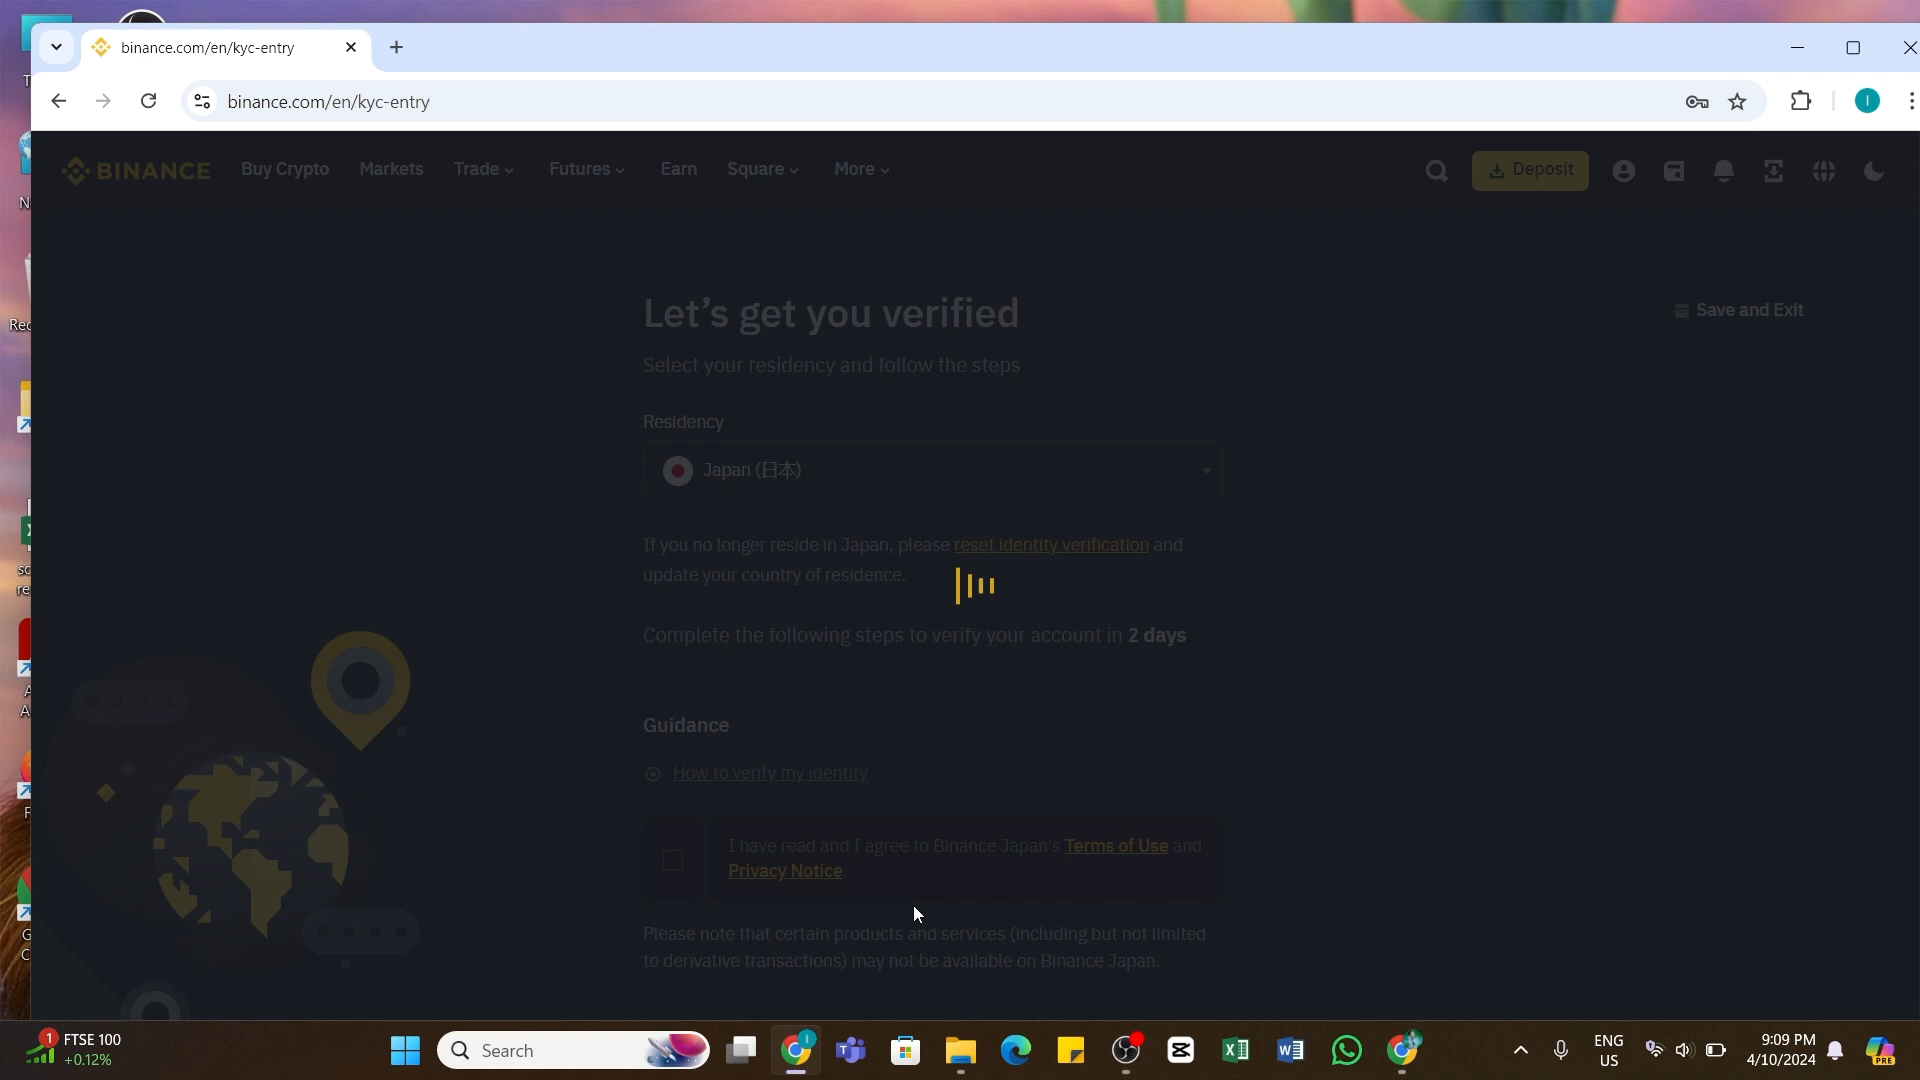 binance.com/en/kyc-entry
binance.com/en/kyc-entry
BINANCE
Buy Crypto
Markets
Trade
Futures
Earn
Square
More
Deposit
Let's get you verified
Save and Exit
Select your residency and follow the steps
Residency
Japan (日本)
If you no longer reside in Japan, please reset identity verification and
update your country of residence.
Complete the following steps to verify your account in 2 days
Guidance
How to verify my identity
I have read and I agree to Binance Japan's Terms of Use and
Privacy Notice.
Please note that certain products and services (including but not limited
to derivative transactions) may not be available on Binance Japan.
1
FTSE 100
+0.12%
Search
I
ENG
US
9:09 PM
4/10/2024
PRE